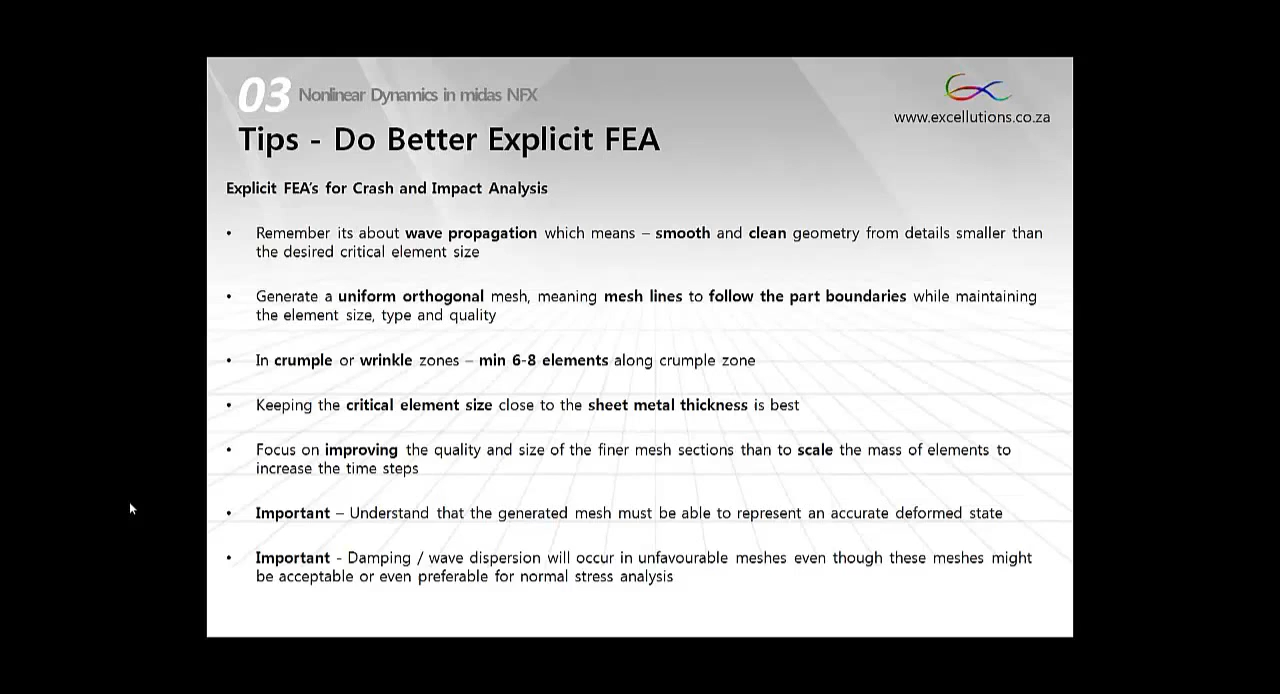 03 Nonlinear Dynamics in midas NFX
www.excellutions.co.za
Tips - Do Better Explicit FEA
Explicit FEA's for Crash and Impact Analysis
• Remember its about wave propagation which means – smooth and clean geometry from details smaller than
the desired critical element size
• Generate a uniform orthogonal mesh, meaning mesh lines to follow the part boundaries while maintaining
the element size, type and quality
• In crumple or wrinkle zones – min 6-8 elements along crumple zone
• Keeping the critical element size close to the sheet metal thickness is best
• Focus on improving the quality and size of the finer mesh sections than to scale the mass of elements to
increase the time steps
• Important – Understand that the generated mesh must be able to represent an accurate deformed state
• Important - Damping / wave dispersion will occur in unfavourable meshes even though these meshes might
be acceptable or even preferable for normal stress analysis